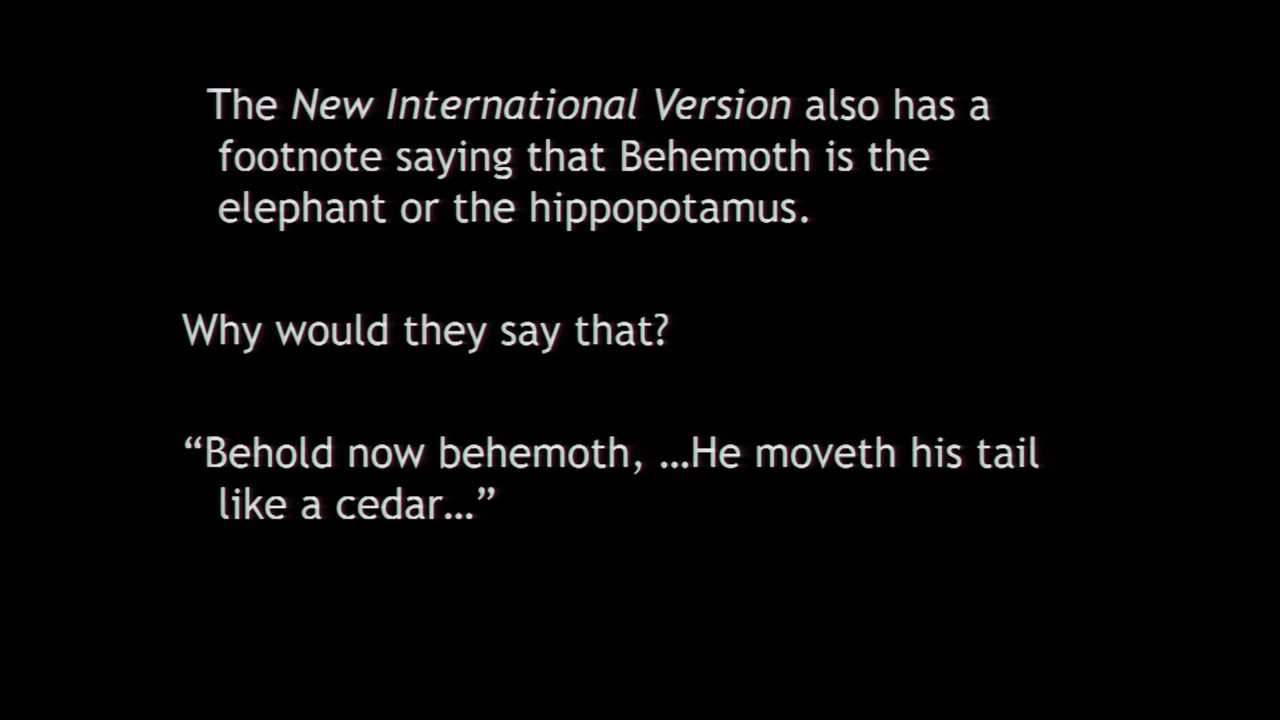 The New International Version also has a
footnote saying that Behemoth is the
elephant or the hippopotamus.
Why would they say that?
“Behold now behemoth, …He moveth his tail
like a cedar…”